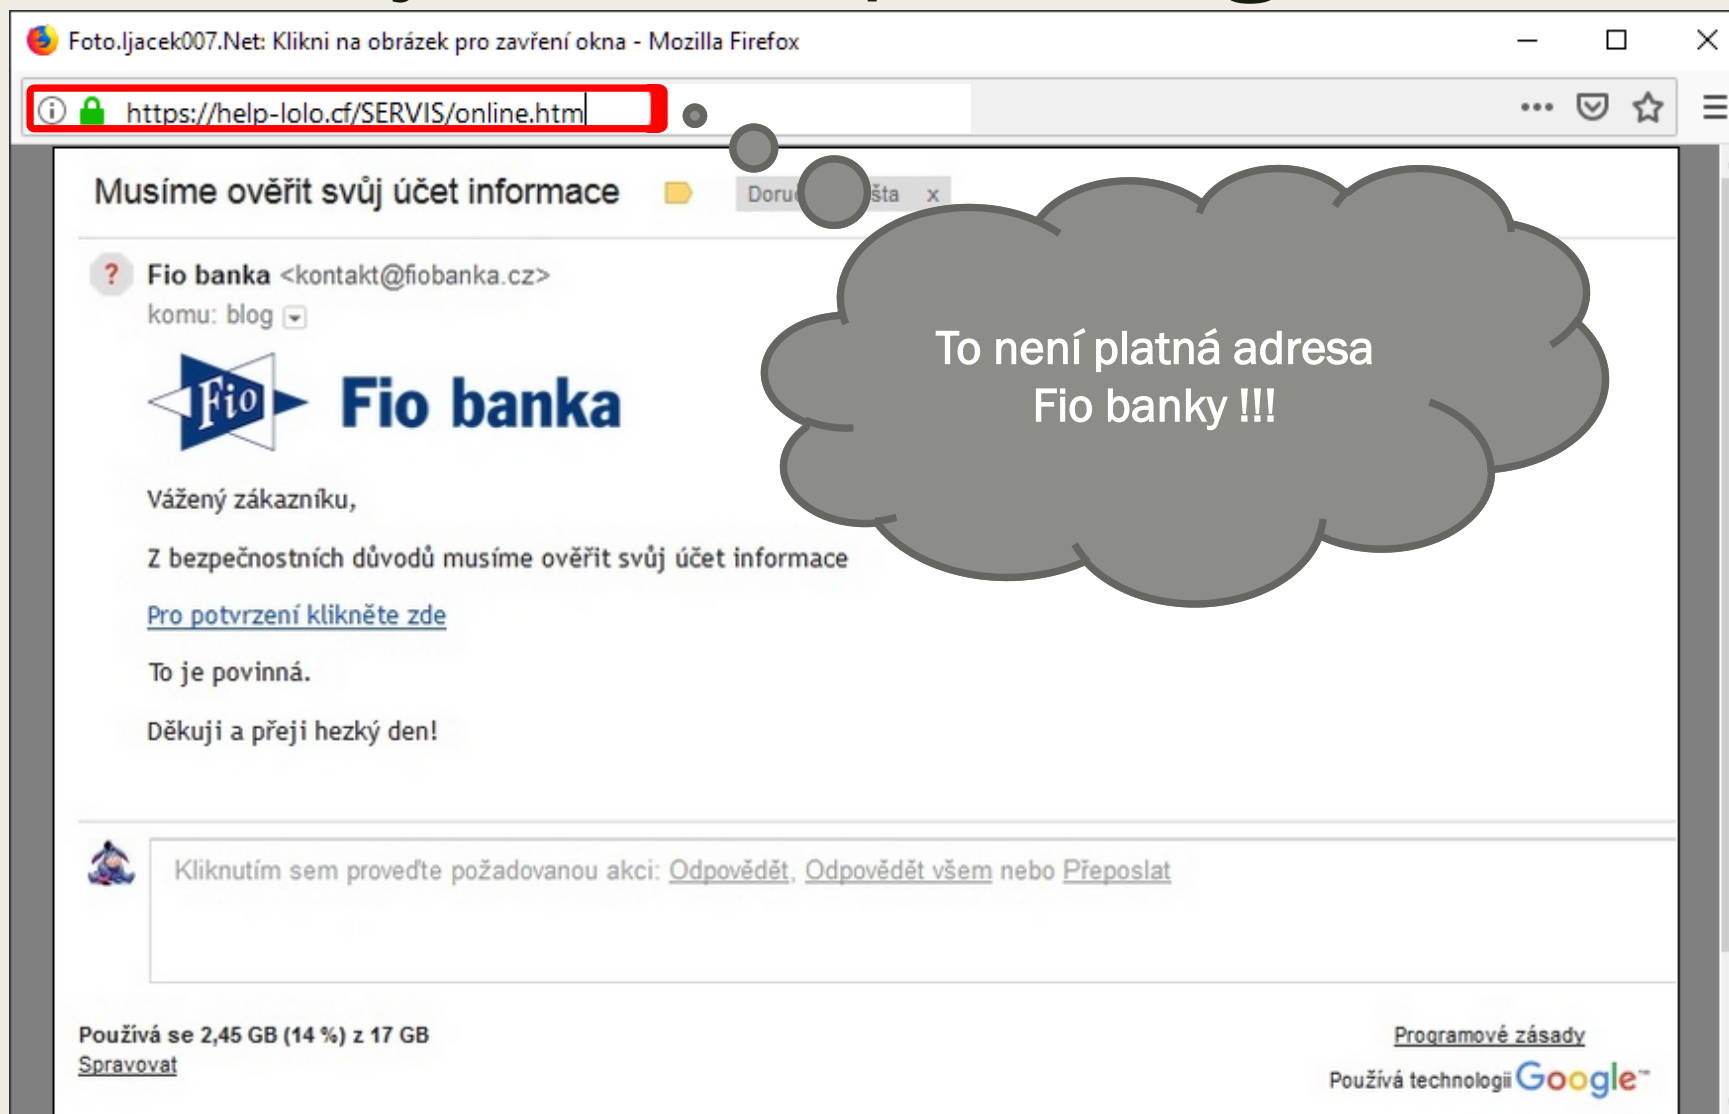 Foto.ljacek007.Net: Klikni na obrázek pro zavření okna - Mozilla Firefox
https://help-lolo.cf/SERVIS/online.htm
Musíme ověřit svůj účet informace
x
? Fio banka <kontakt@fiobanka.cz>
komu: blog
Fio Fio banka
To není platná adresa
Fio banky !!!
Vážený zákazníku,
Z bezpečnostních důvodů musíme ověřit svůj účet informace
Pro potvrzení klikněte zde
To je povinná.
Děkuji a přeji hezký den!
Kliknutím sem proveďte požadovanou akci: Odpovědět, Odpovědět všem nebo Přeposlat
Používá se 2,45 GB (14 %) z 17 GB
Spravovat
Programové zásady
Používá technologii Google™